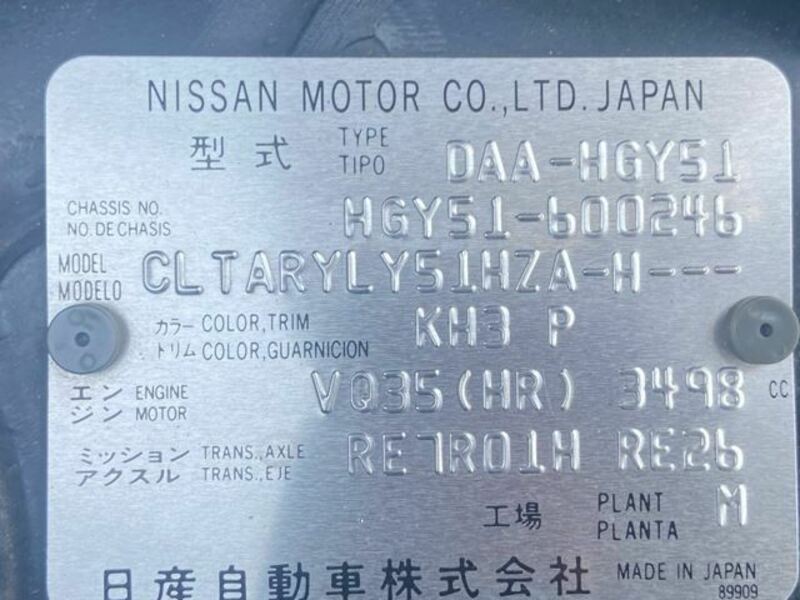 NISSAN MOTOR CO.,LTD. JAPAN
型式 TYPE TIPO DAA-HGY51
CHASSIS NO. NO. DE CHASIS HGY51-600246
MODEL MODELO CLTARYLY51HZA-H---
カラー COLOR,TRIM KH3 P
トリム COLOR,GUARNICION
エンジン ENGINE MOTOR VQ35(HR) 3498 CC
ミッション TRANS.,AXLE RE7R01H RE26
アクスル TRANS.,EJE
工場 PLANT PLANTA M
日産自動車株式会社 MADE IN JAPAN
89909